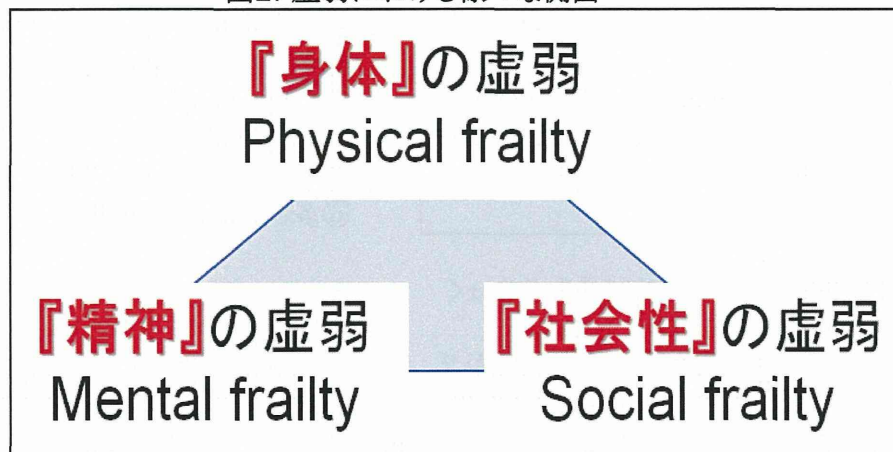 『身体』の虚弱
Physical frailty
『精神』の虚弱
『社会性』の虚弱
Mental frailty
Social frailty